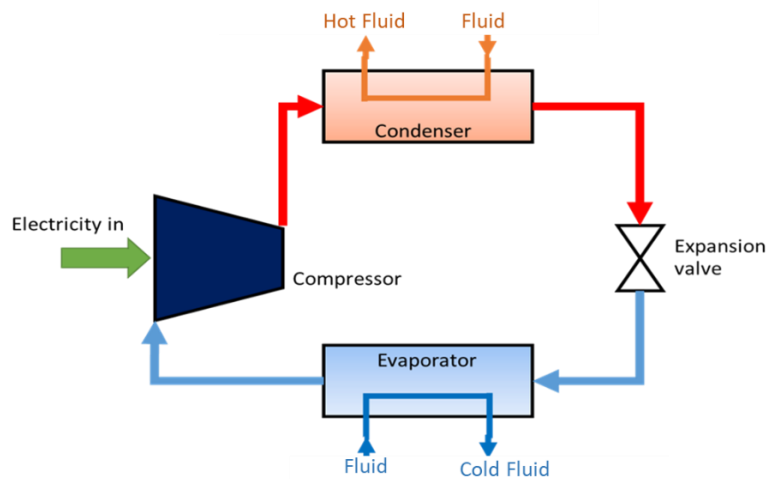 Hot Fluid
Fluid
Condenser
Electricity in
Compressor
Expansion
valve
Evaporator
Fluid
Cold Fluid